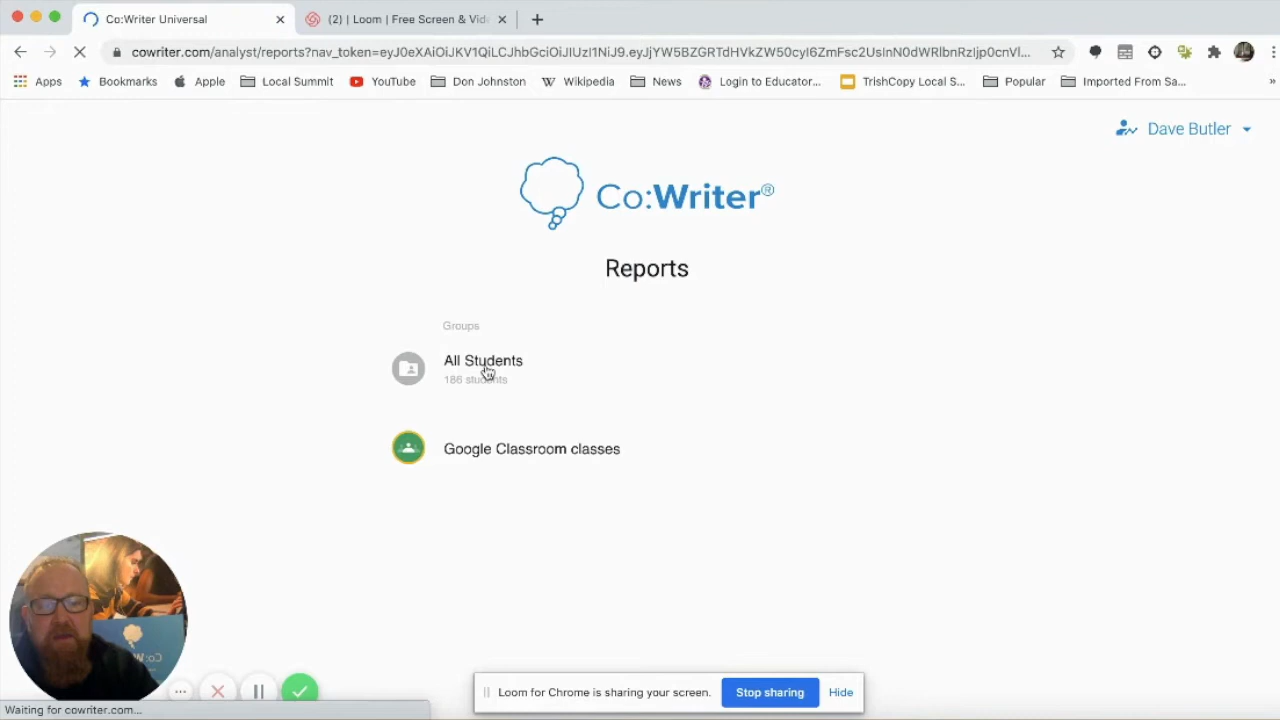 Co:Writer Universal
(2) | Loom | Free Screen & Vid
cowriter.com/analyst/reports?nav_token=eyJ0eXAiOiJKV1QiLCJhbGciOiJIUzI1NiJ9.eyJjYW5BZGRTdHVkZW50cyI6ZmFsc2UsInN0dWRlbnRzIjp0cnVl...
Apps Bookmarks Apple Local Summit YouTube Don Johnston Wikipedia News Login to Educator... TrishCopy Local S... Popular Imported From Sa... »
Dave Butler
Co:Writer®
Reports
Groups
All Students
186 students
Google Classroom classes
Loom for Chrome is sharing your screen. Stop sharing Hide
Waiting for cowriter.com...